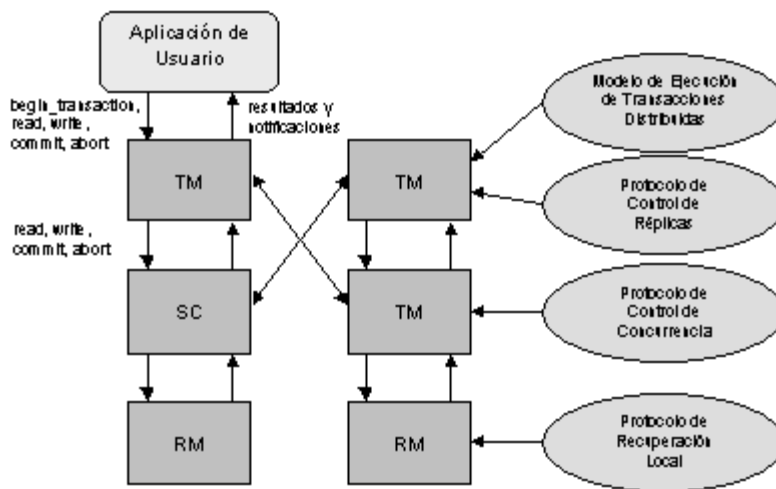 Aplicación de
Usuario
begin_transaction,
read, write,
commit, abort
resultados y
notificaciones
Modelo de Ejecución
de Transacciones
Distribuidas
TM
TM
Protocolo de
Control de
Réplicas
read, write,
commit, abort
SC
TM
Protocolo de
Control de
Concurrencia
RM
RM
Protocolo de
Recuperación
Local